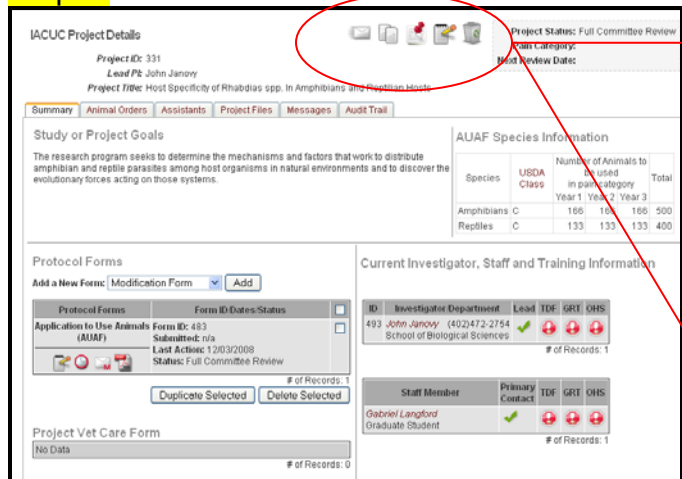 IACUC Project Details
Project Status: Full Committee Review
Pain Category:
Next Review Date:
Project ID: 331
Lead PI: John Janovy
Project Title: Host Specificity of Rhabdias spp. In Amphibians and Reptilian Hosts
Summary Animal Orders Assistants Project Files Messages Audit Trail
Study or Project Goals
The research program seeks to determine the mechanisms and factors that work to distribute
amphibian and reptile parasites among host organisms in natural environments and to discover the
evolutionary forces acting on those systems.
AUAF Species Information
Species USDA Class Number of Animals to be used in pain category Total
Year 1 Year 2 Year 3
Amphibians C 166 166 166 500
Reptiles C 133 133 133 400
Protocol Forms
Add a New Form: Modification Form Add
Protocol Forms Form ID/Dates/Status
Application to Use Animals (AUAF)
Form ID: 483
Submitted: n/a
Last Action: 12/03/2008
Status: Full Committee Review
# of Records: 1
Duplicate Selected Delete Selected
Project Vet Care Form
No Data
# of Records: 0
Current Investigator, Staff and Training Information
ID Investigator/Department Lead TDF GRT OHS
493 John Janovy (402)472-2754
School of Biological Sciences
# of Records: 1
Staff Member Primary Contact TDF GRT OHS
Gabriel Langford
Graduate Student
# of Records: 1